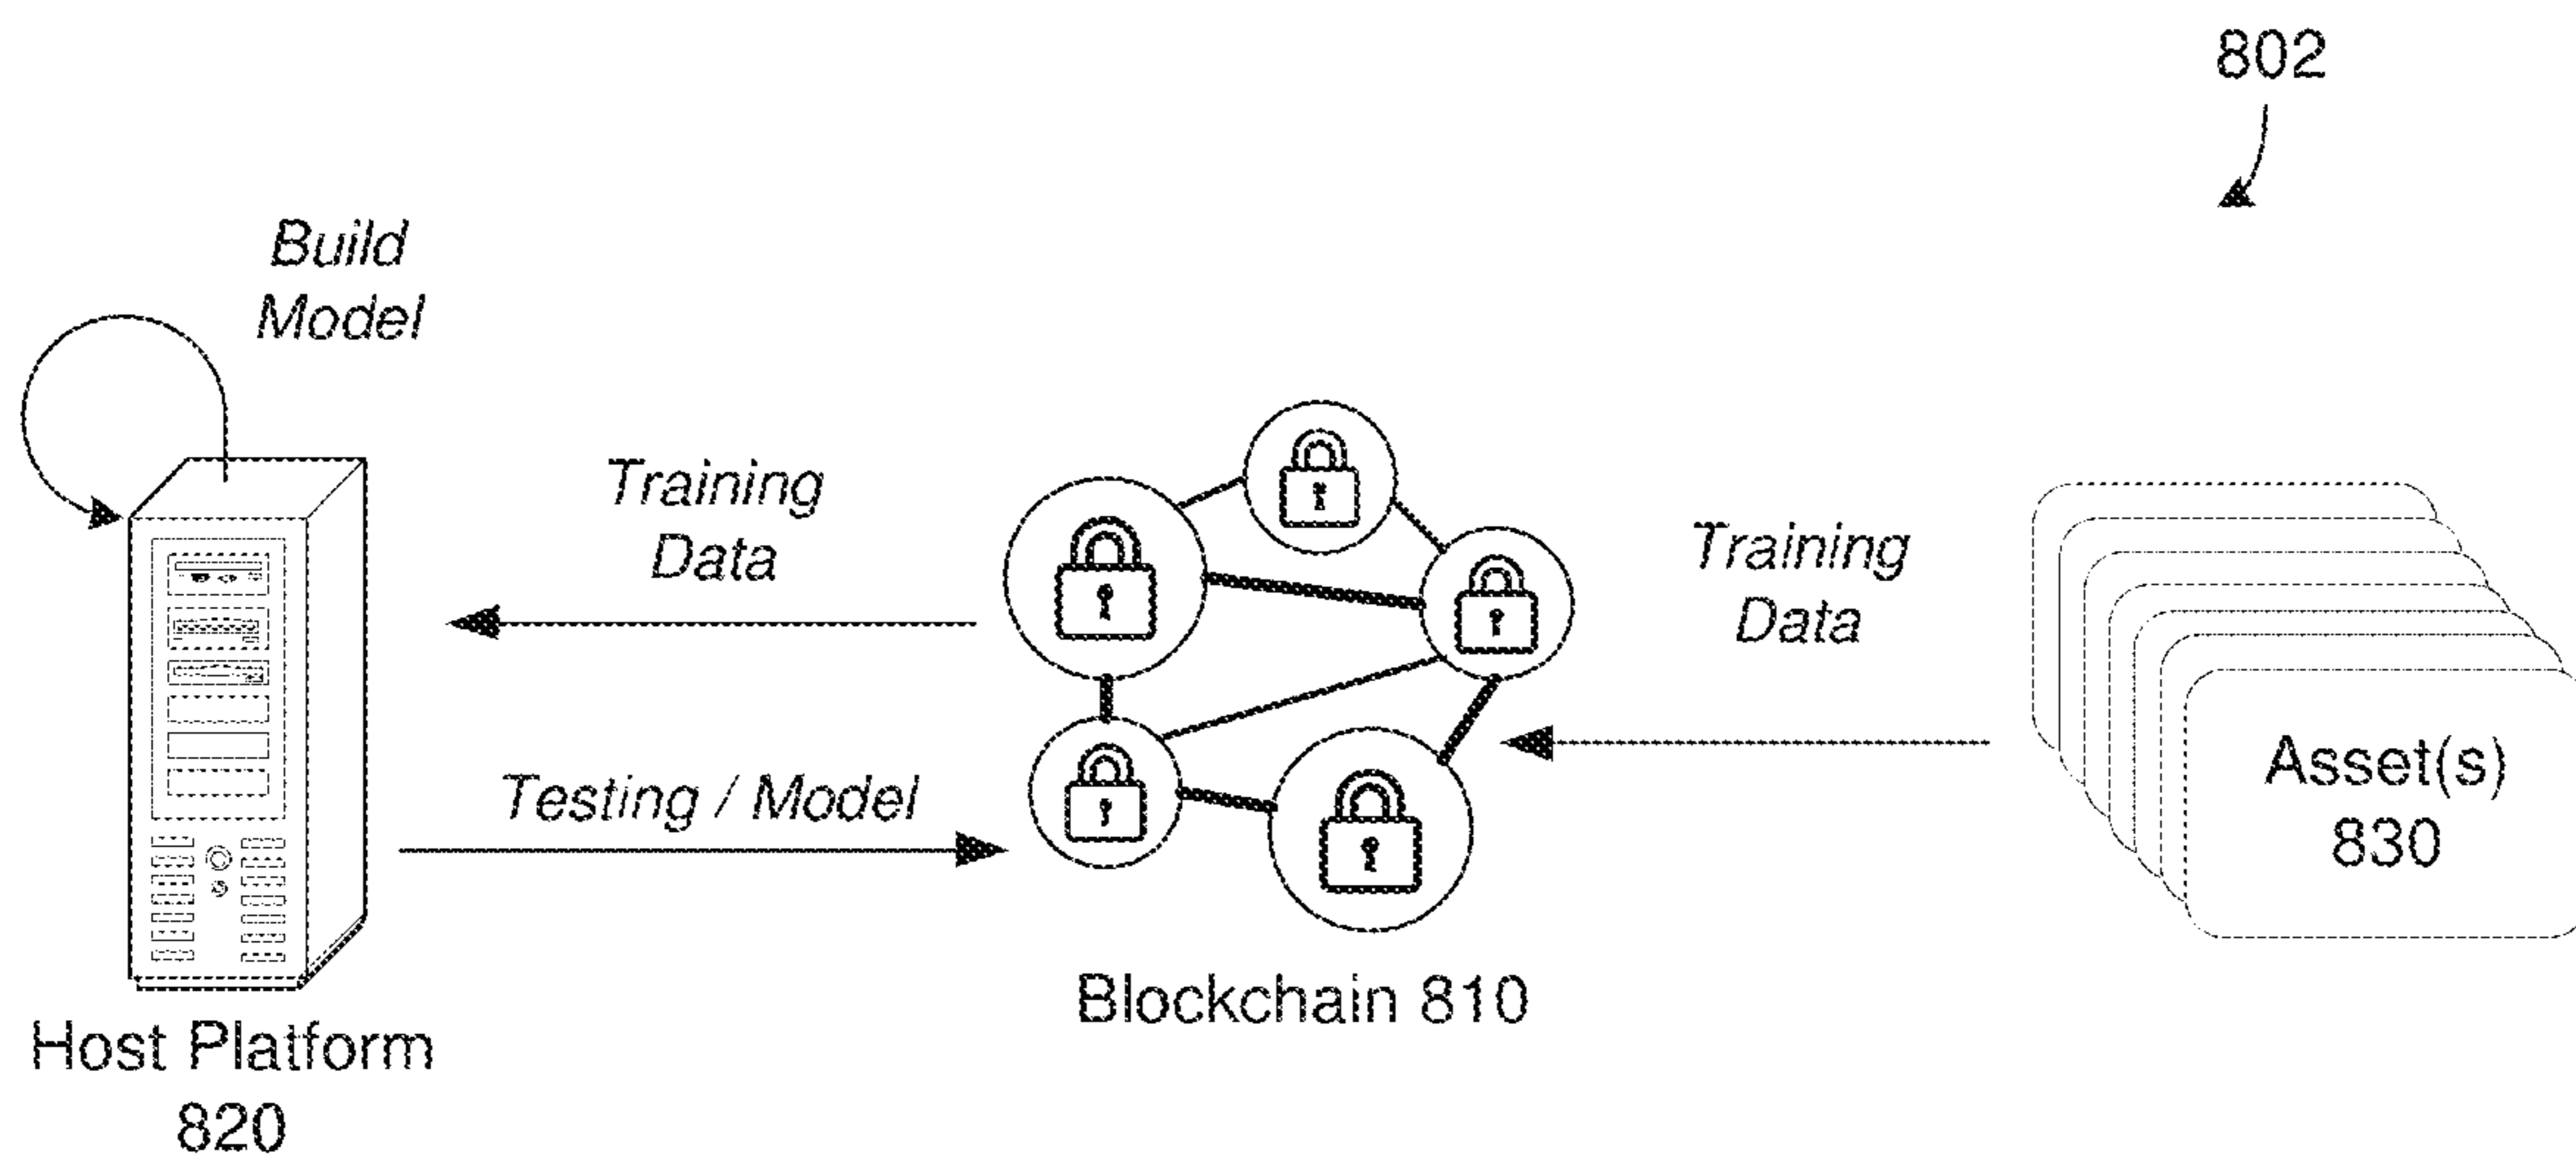 802
Build
Model
Training
Data
Training
Data
Testing / Model
Asset(s)
830
Blockchain 810
Host Platform
820